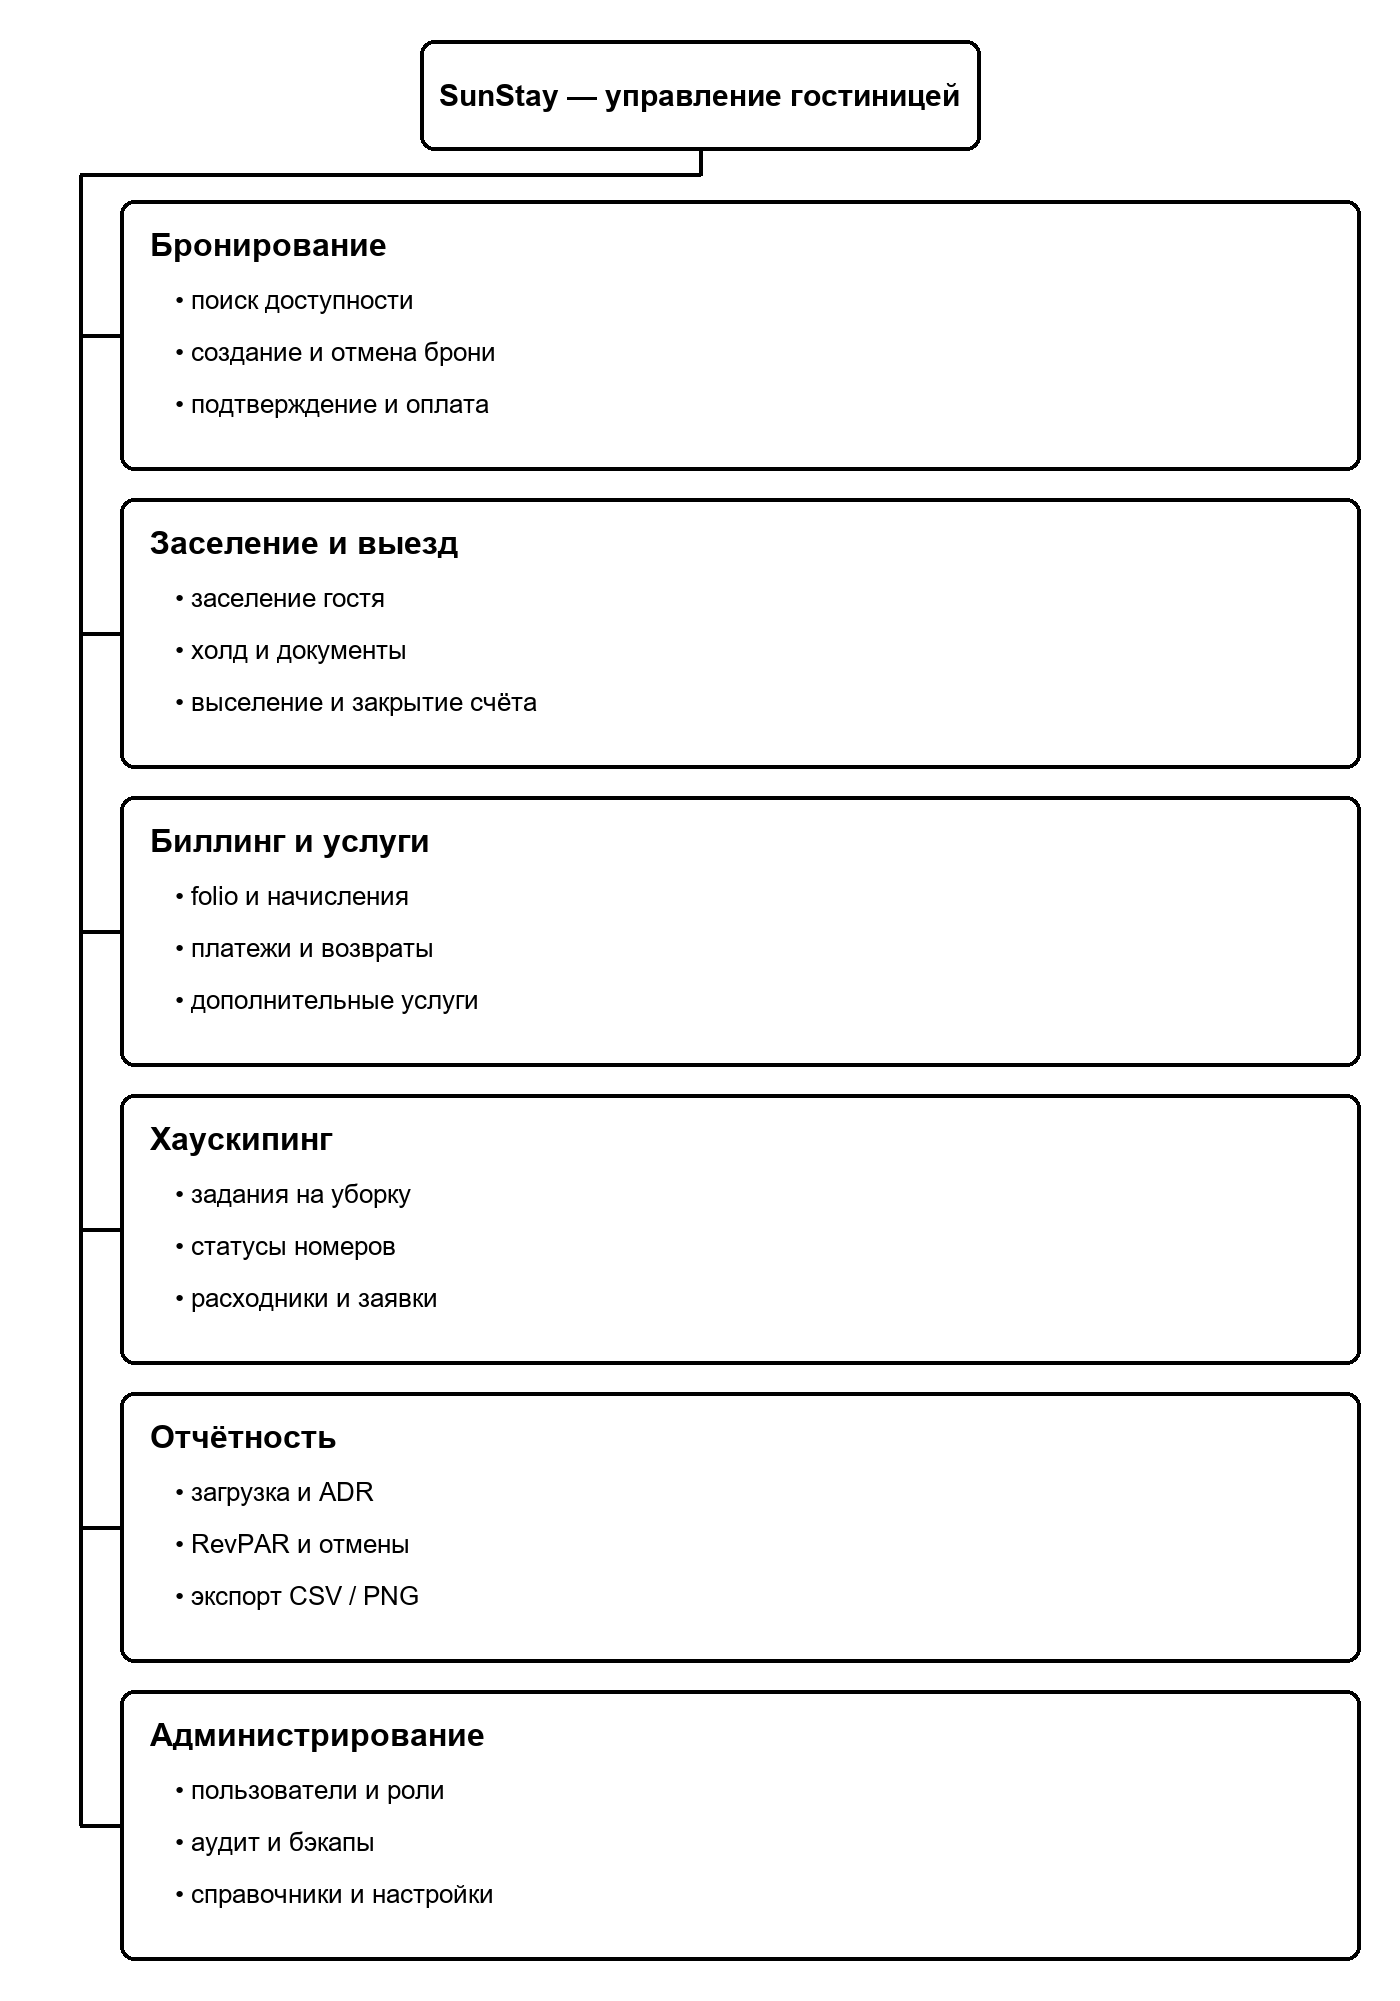 SunStay — управление гостиницей
Бронирование
• поиск доступности
• создание и отмена брони
• подтверждение и оплата
Заселение и выезд
• заселение гостя
• холд и документы
• выселение и закрытие счёта
Биллинг и услуги
• folio и начисления
• платежи и возвраты
• дополнительные услуги
Хаускипинг
• задания на уборку
• статусы номеров
• расходники и заявки
Отчётность
• загрузка и ADR
• RevPAR и отмены
• экспорт CSV / PNG
Администрирование
• пользователи и роли
• аудит и бэкапы
• справочники и настройки